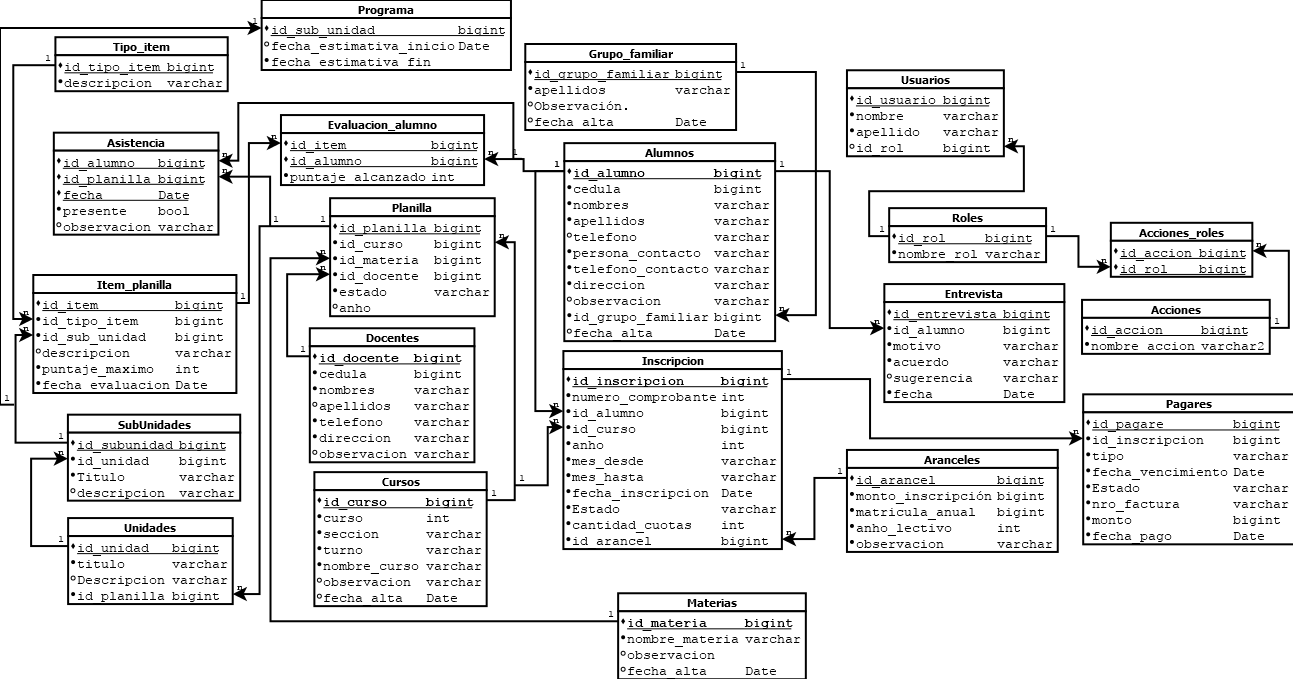 Programa
id_sub_unidad bigint
fecha_estimativa_inicio Date
fecha_estimativa_fin
Tipo_item
id_tipo_item bigint
descripcion varchar
Grupo_familiar
id_grupo_familiar bigint
apellidos varchar
Observación.
fecha_alta Date
Usuarios
id_usuario bigint
nombre varchar
apellido varchar
id_rol bigint
Asistencia
id_alumno bigint
id_planilla bigint
fecha Date
presente bool
observacion varchar
Evaluacion_alumno
id_item bigint
id_alumno bigint
puntaje_alcanzado int
Alumnos
id_alumno bigint
cedula bigint
nombres varchar
apellidos varchar
telefono varchar
persona_contacto varchar
telefono_contacto varchar
direccion varchar
observacion varchar
id_grupo_familiar bigint
fecha_alta Date
Planilla
id_planilla bigint
id_curso bigint
id_materia bigint
id_docente bigint
estado varchar
anho
Roles
id_rol bigint
nombre_rol varchar
Acciones_roles
id_accion bigint
id_rol bigint
Item_planilla
id_item bigint
id_tipo_item bigint
id_sub_unidad bigint
descripcion varchar
puntaje_maximo int
fecha_evaluacion Date
Entrevista
id_entrevista bigint
id_alumno bigint
motivo varchar
acuerdo varchar
sugerencia varchar
fecha Date
Acciones
id_accion bigint
nombre_accion varchar2
Docentes
id_docente bigint
cedula bigint
nombres varchar
apellidos varchar
telefono varchar
direccion varchar
observacion varchar
Inscripcion
id_inscripcion bigint
numero_comprobante int
id_alumno bigint
id_curso bigint
anho int
mes_desde varchar
mes_hasta varchar
fecha_inscripcion Date
Estado varchar
cantidad_cuotas int
id_arancel bigint
Pagares
id_pagare bigint
id_inscripcion bigint
tipo varchar
fecha_vencimiento Date
Estado varchar
nro_factura varchar
monto bigint
fecha_pago Date
SubUnidades
id_subunidad bigint
id_unidad bigint
Titulo varchar
descripcion varchar
Aranceles
id_arancel bigint
monto_inscripción bigint
matricula_anual bigint
anho_lectivo int
observacion varchar
Cursos
id_curso bigint
curso int
seccion varchar
turno varchar
nombre_curso varchar
observacion varchar
fecha_alta Date
Unidades
id_unidad bigint
titulo varchar
Descripcion varchar
id_planilla bigint
Materias
id_materia bigint
nombre_materia varchar
observacion
fecha_alta Date